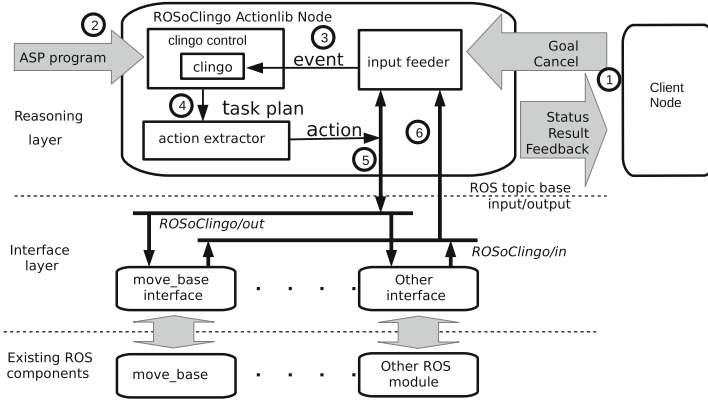 ROSoClingo Actionlib Node
2
ASP program
clingo control
clingo
3
event
input feeder
Goal
Cancel
1
Client
Node
4
task plan
Reasoning
layer
action extractor
action
5
6
Status
Result
Feedback
ROS topic base
input/output
ROSoClingo/out
ROSoClingo/in
Interface
layer
move_base
interface
. . . .
Other
interface
Existing ROS
components
move_base
. . . .
Other ROS
module